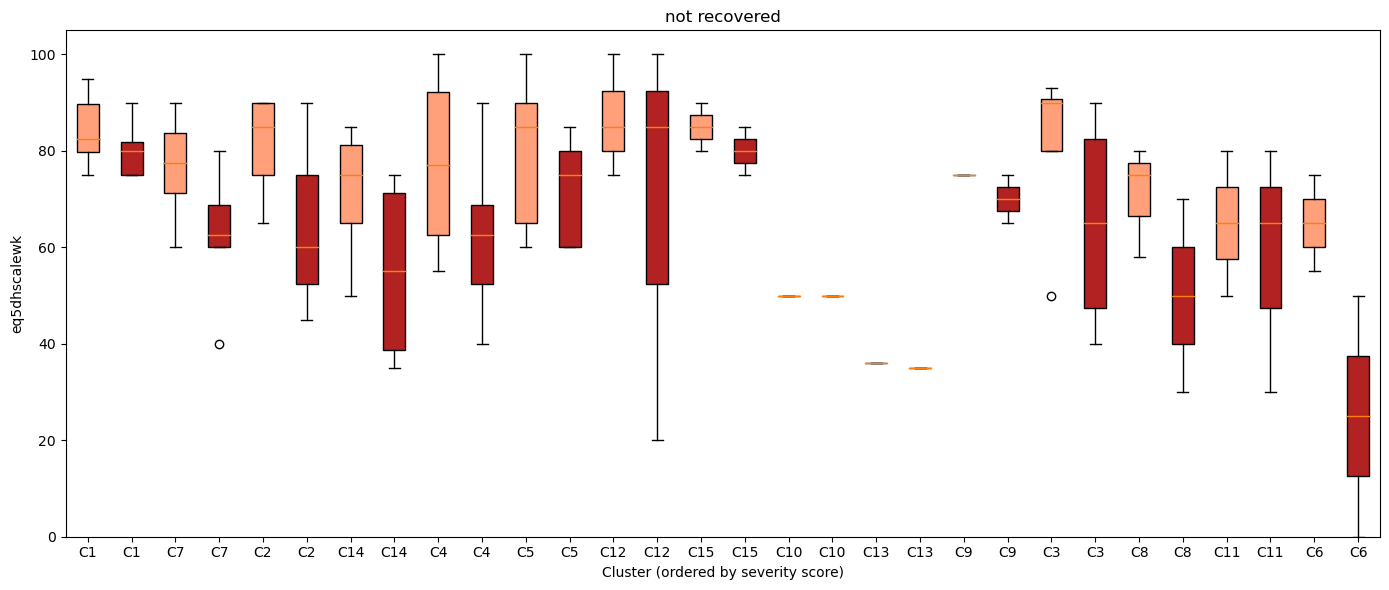 not recovered
eq5dhscalewk
100
80
60
40
20
0
C1 C1 C7 C7 C2 C2 C14 C14 C4 C4 C5 C5 C12 C12 C15 C15 C10 C10 C13 C13 C9 C9 C3 C3 C8 C8 C11 C11 C6 C6
Cluster (ordered by severity score)